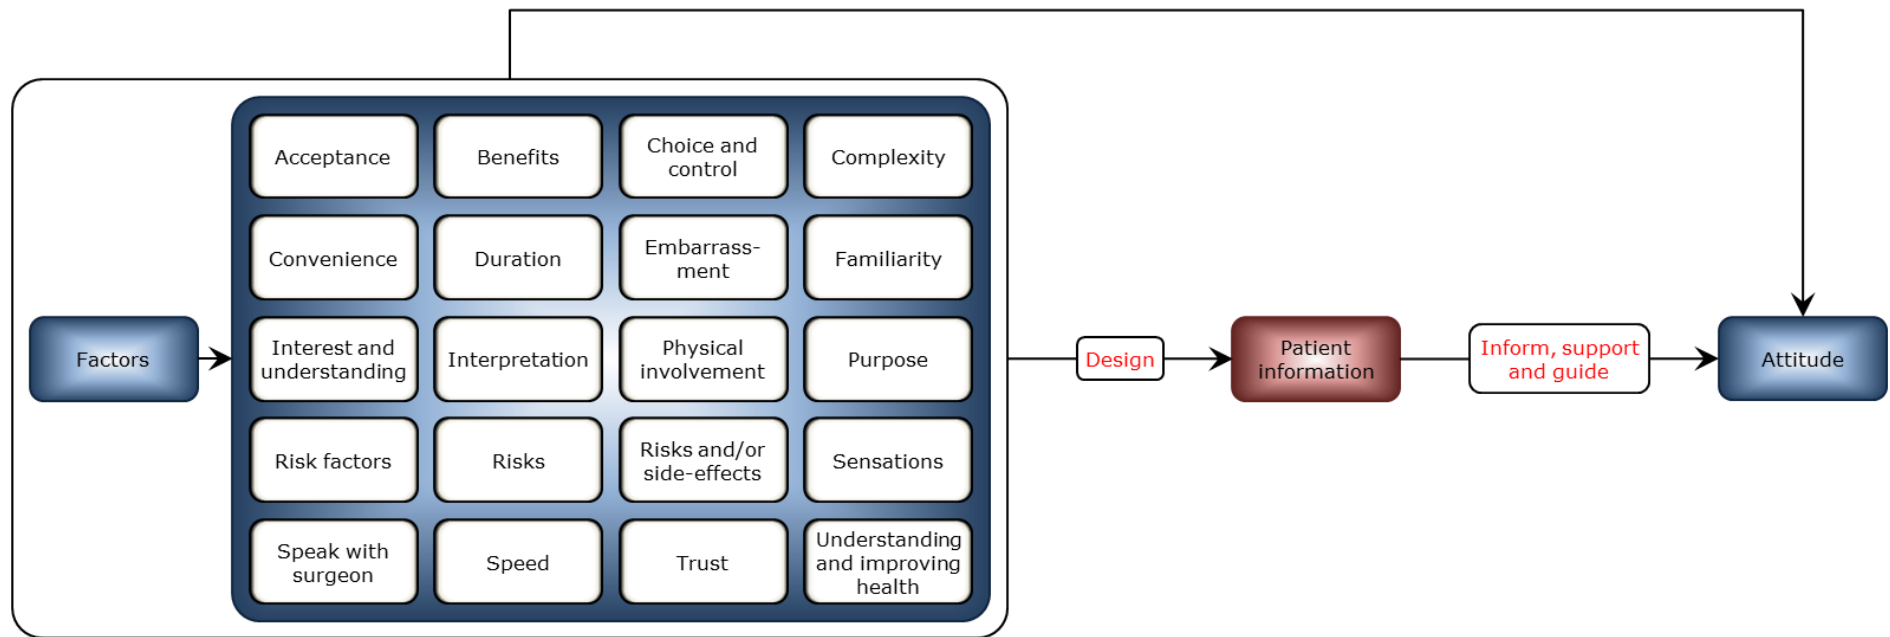 Acceptance
Benefits
Choice and
control
Complexity
Convenience
Duration
Embarrass-
ment
Familiarity
Factors
Interest and
understanding
Interpretation
Physical
involvement
Purpose
Design
Patient
information
Inform, support
and guide
Attitude
Risk factors
Risks
Risks and/or
side-effects
Sensations
Speak with
surgeon
Speed
Trust
Understanding
and improving
health